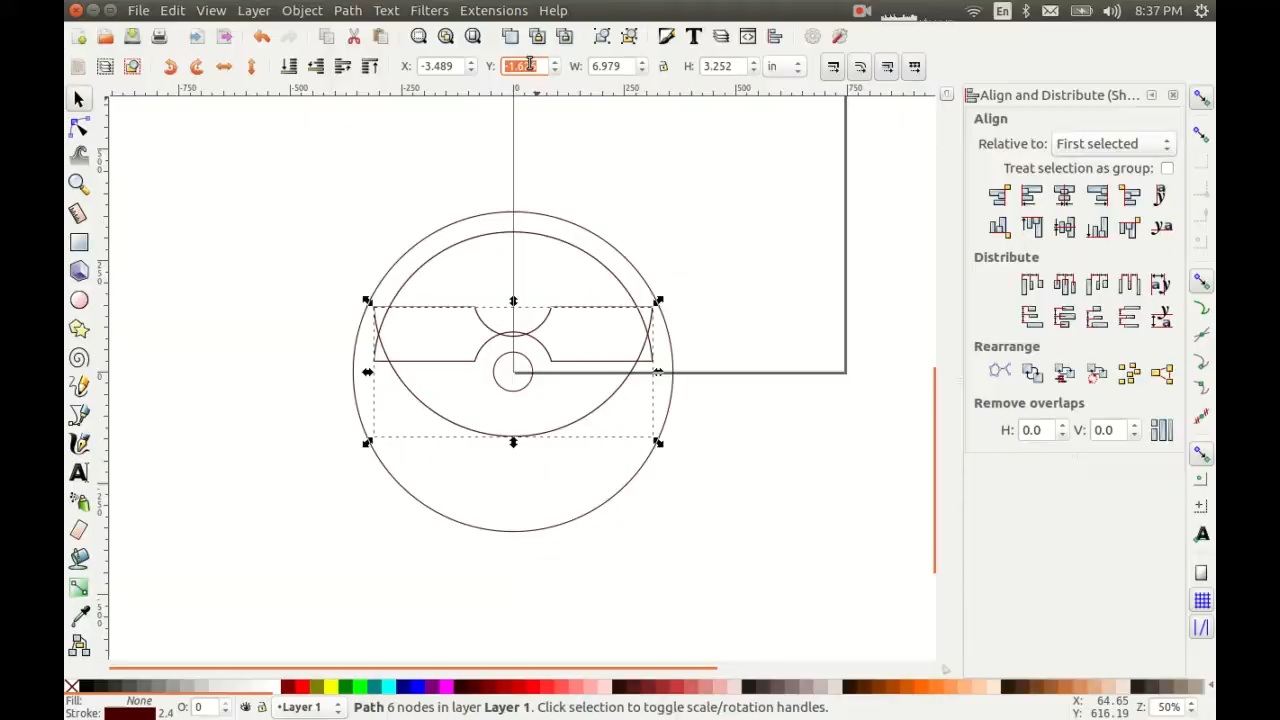 File Edit View Layer Object Path Text Filters Extensions Help En 8:37 PM
X: -3.489 Y: W: 6.979 H: 3.252 in
-750 -500 -250 0 250 500 750
Align and Distribute (Sh...
Align
Relative to: First selected
Treat selection as group:
Distribute
Rearrange
Remove overlaps
H: 0.0 V: 0.0
Fill: None
Stroke: 2.4
O: 0
•Layer 1
Path 6 nodes in layer Layer 1. Click selection to toggle scale/rotation handles.
X: 64.65
Y: 616.19
Z: 50%